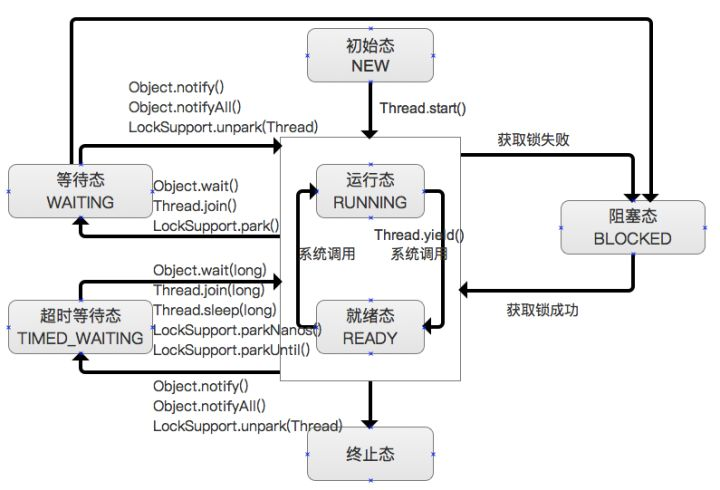 初始态
NEW
Object.notify()
Object.notifyAll()
LockSupport.unpark(Thread)
Thread.start()
获取锁失败
等待态
WAITING
Object.wait()
Thread.join()
LockSupport.park()
运行态
RUNNING
阻塞态
BLOCKED
Thread.yield()
系统调用
系统调用
Object.wait(long)
Thread.join(long)
Thread.sleep(long)
LockSupport.parkNanos()
LockSupport.parkUntil()
超时等待态
TIMED_WAITING
就绪态
READY
获取锁成功
Object.notify()
Object.notifyAll()
LockSupport.unpark(Thread)
终止态